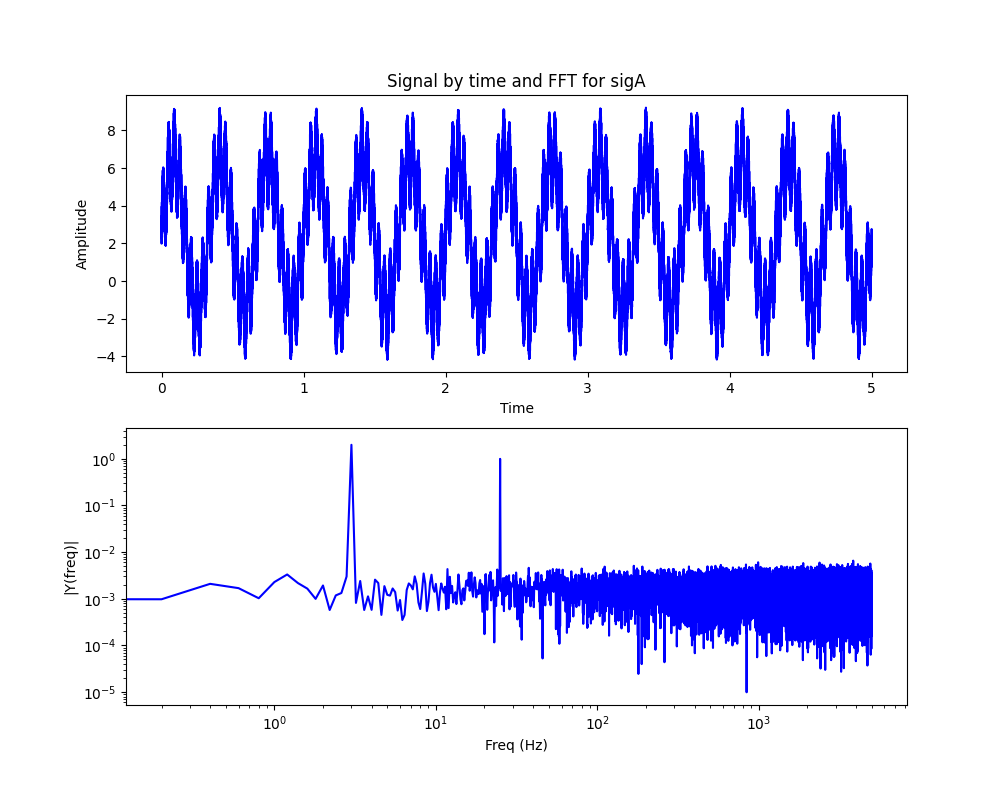 Signal by time and FFT for sigA
Amplitude
8
6
4
2
0
−2
−4
0 1 2 3 4 5
Time
|Y(freq)|
10⁰
10⁻¹
10⁻²
10⁻³
10⁻⁴
10⁻⁵
10⁰ 10¹ 10² 10³
Freq (Hz)